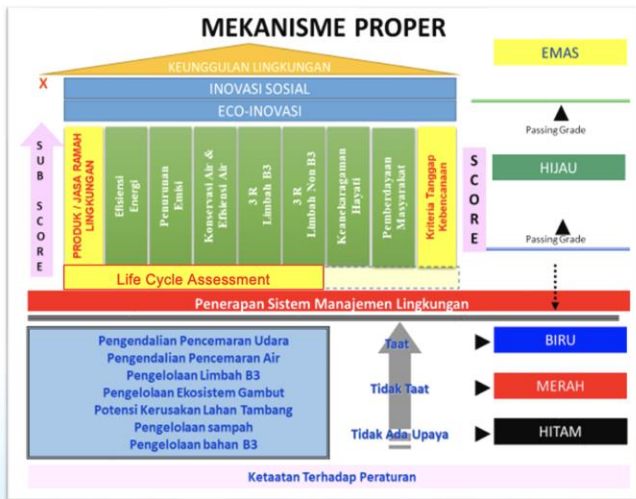 MEKANISME PROPER
KEUNGGULAN LINGKUNGAN
X
INOVASI SOSIAL
ECO-INOVASI
SUB SCORE
PRODUK / JASA RAMAH
LINGKUNGAN
Efisiensi
Energi
Penurunan
Emisi
Konservasi Air &
Efisiensi Air
3 R
Limbah B3
3 R
Limbah Non B3
Keanekaragaman
Hayati
Pemberdayaan
Masyarakat
Kriteria Tanggap
Kebencanaan
SCORE
EMAS
Passing Grade
HIJAU
Passing Grade
Life Cycle Assessment
Penerapan Sistem Manajemen Lingkungan
Pengendalian Pencemaran Udara
Pengendalian Pencemaran Air
Pengelolaan Limbah B3
Pengelolaan Ekosistem Gambut
Potensi Kerusakan Lahan Tambang
Pengelolaan sampah
Pengelolaan bahan B3
Taat
BIRU
Tidak Taat
MERAH
Tidak Ada Upaya
HITAM
Ketaatan Terhadap Peraturan